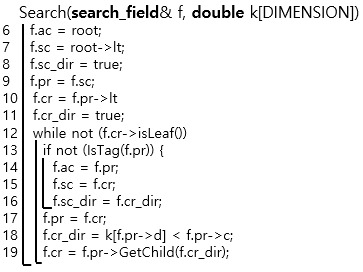 Search(search_field& f, double k[DIMENSION])
6 f.ac = root;
7 f.sc = root->lt;
8 f.sc_dir = true;
9 f.pr = f.sc;
10 f.cr = f.pr->lt
11 f.cr_dir = true;
12 while not (f.cr->isLeaf())
13 if not (IsTag(f.pr)) {
14 f.ac = f.pr;
15 f.sc = f.cr;
16 f.sc_dir = f.cr_dir;
17 f.pr = f.cr;
18 f.cr_dir = k[f.pr->d] < f.pr->c;
19 f.cr = f.pr->GetChild(f.cr_dir);